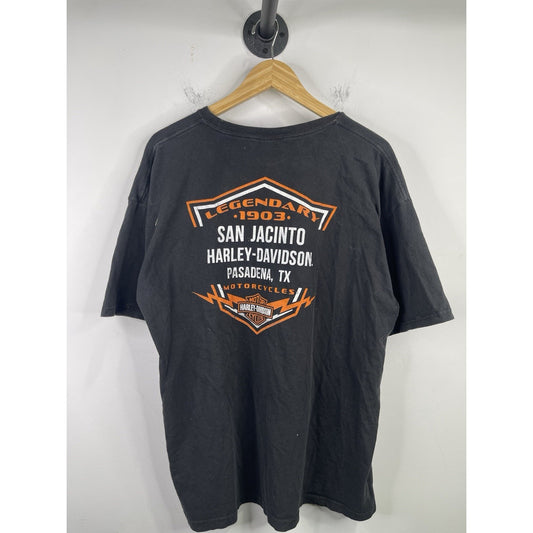 LEGENDARY
·1903·
SAN JACINTO
HARLEY-DAVIDSON
PASADENA, TX
MOTORCYCLES
HARLEY-DAVIDSON